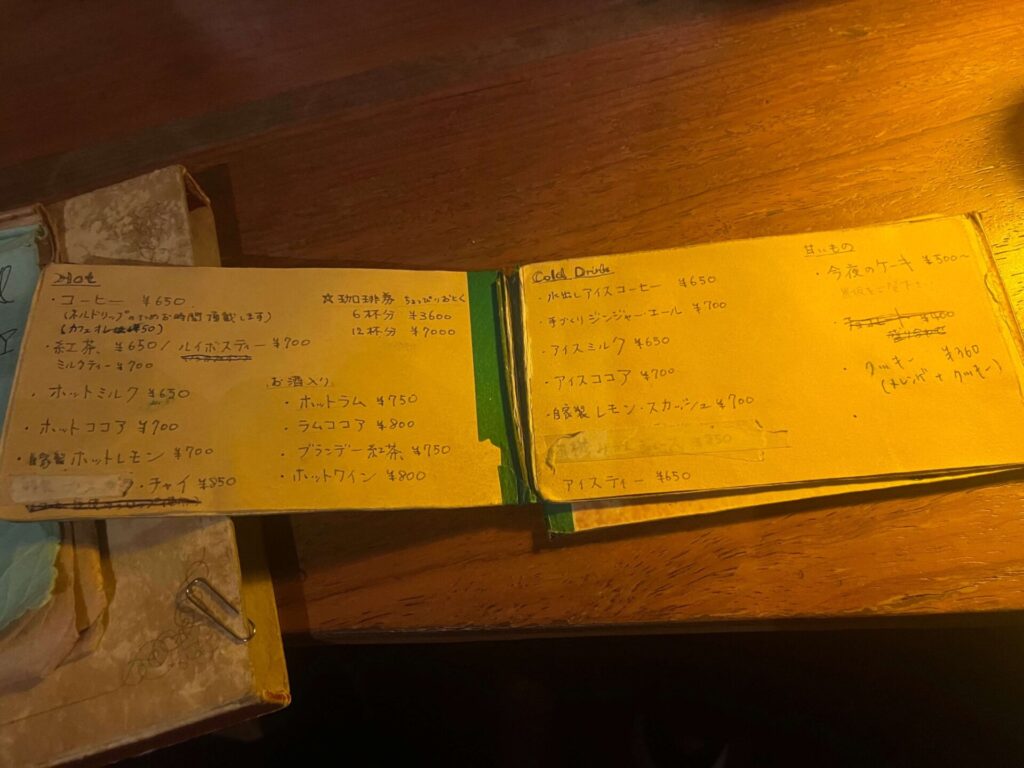 Hot
・コーヒー ¥650
(ネルドリップのためお時間頂戴します)
(カフェオレ 50)
・紅茶 ¥650 / ルイボスティー ¥700
ミルクティー ¥700
・ホットミルク ¥650
・ホットココア ¥700
・自家製 ホットレモン ¥700
・チャイ ¥850
☆珈琲券 ちょっぴりおとく
6杯分 ¥3600
12杯分 ¥7000
お酒入り
・ホットラム ¥750
・ラムココア ¥800
・ブランデー紅茶 ¥750
・ホットワイン ¥800
Cold Drink
・水出しアイスコーヒー ¥650
・手づくりジンジャーエール ¥700
・アイスミルク ¥650
・アイスココア ¥700
・自家製 レモン・スカッシュ ¥700
アイスティー ¥650
甘いもの
・今夜のケーキ ¥500〜
・クッキー ¥360